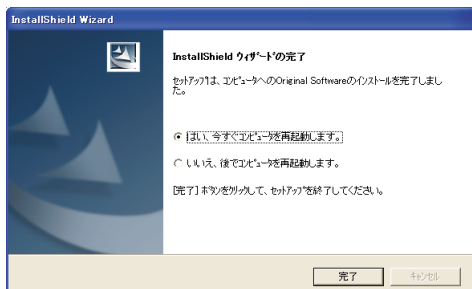 InstallShield Wizard
InstallShield ｳｨｻﾞｰﾄﾞの完了
ｾｯﾄｱｯﾌﾟは、ｺﾝﾋﾟｭｰﾀへのOriginal Softwareのｲﾝｽﾄｰﾙを完了しまし
た。
はい、今すぐｺﾝﾋﾟｭｰﾀを再起動します。
いいえ、後でｺﾝﾋﾟｭｰﾀを再起動します。
[完了] ﾎﾞﾀﾝをｸﾘｯｸして、ｾｯﾄｱｯﾌﾟを終了してください。
完了
ｷｬﾝｾﾙ